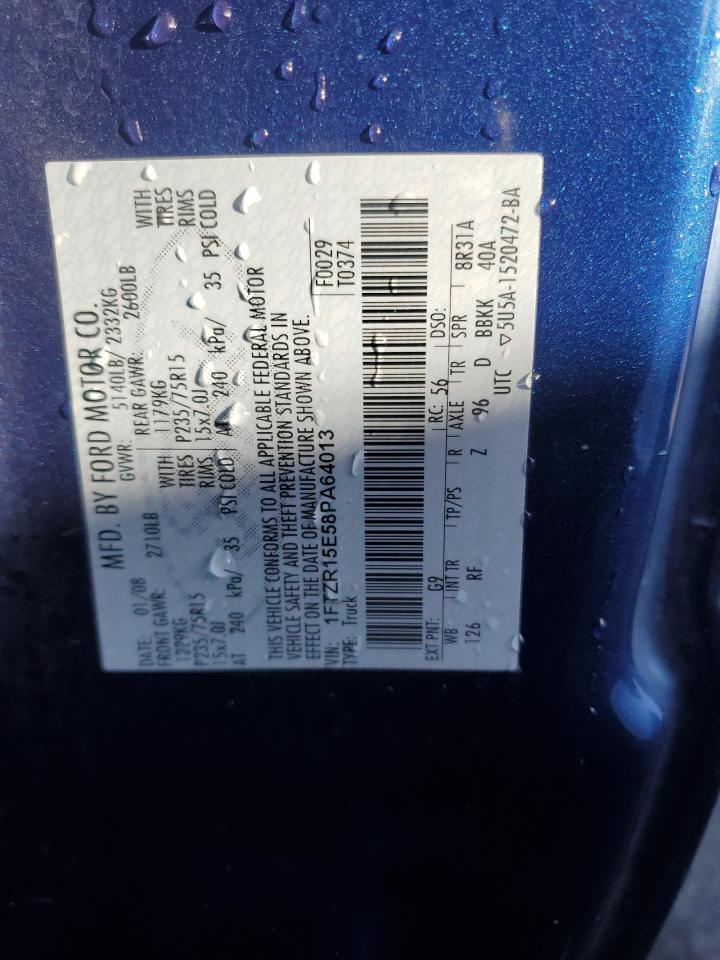 MFD. BY FORD MOTOR CO.
DATE: 01/08 GVWR: 5140LB/ 2332KG
FRONT GAWR: 2710LB REAR GAWR: 2600LB
1229KG WITH 1179KG WITH
P235/75R15 TIRES P235/75R15 TIRES
15x7.0J RIMS 15x7.0J RIMS
AT 240 kPa/ 35 PSI COLD AT 240 kPa/ 35 PSI COLD
THIS VEHICLE CONFORMS TO ALL APPLICABLE FEDERAL MOTOR
VEHICLE SAFETY AND THEFT PREVENTION STANDARDS IN
EFFECT ON THE DATE OF MANUFACTURE SHOWN ABOVE.
VIN: 1FTZR15E58PA64013 F0029
TYPE: Truck T0374
EXT PNT: G9 RC: 56 DSO:
WB INT TR TP/PS R AXLE TR SPR 8R31A
126 RF Z 96 D BBKK 40A
UTC ▽5U5A-1520472-BA